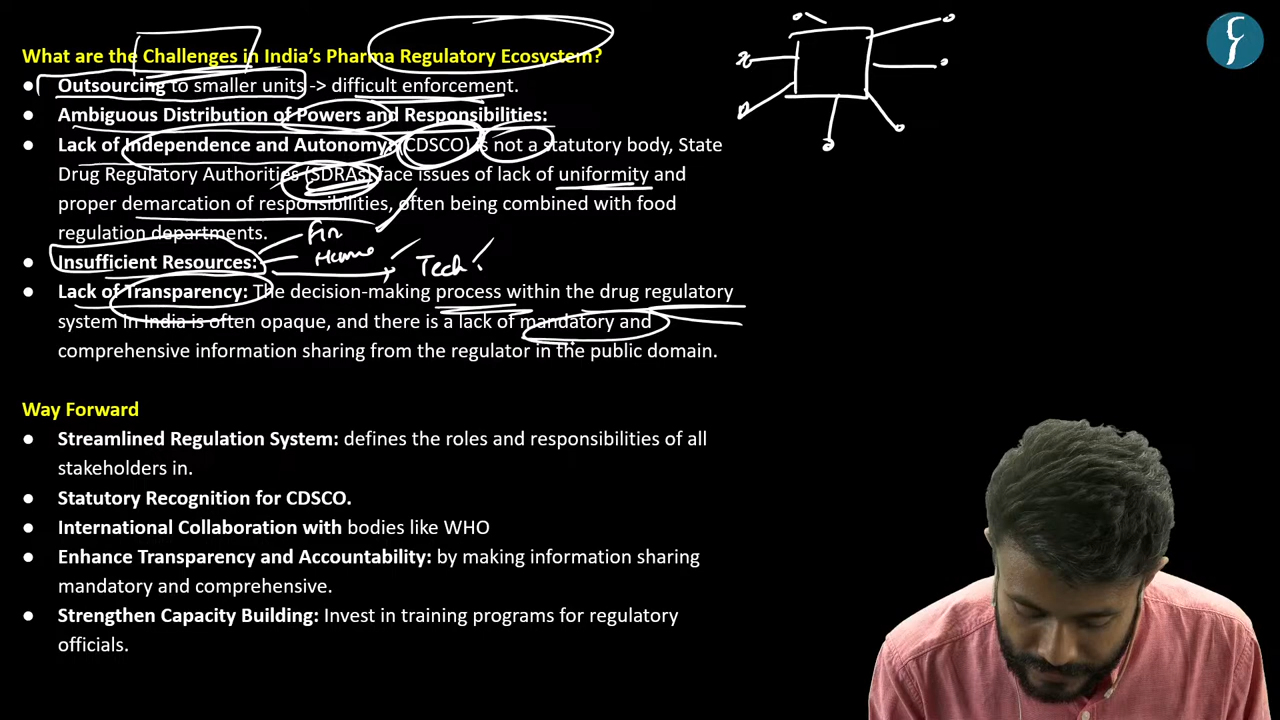 What are the Challenges in India's Pharma Regulatory Ecosystem?
● Outsourcing to smaller units -> difficult enforcement.
● Ambiguous Distribution of Powers and Responsibilities:
● Lack of Independence and Autonomy: (CDSCO) is not a statutory body, State
Drug Regulatory Authorities (SDRAs) face issues of lack of uniformity and
proper demarcation of responsibilities, often being combined with food
regulation departments.
Fin
Human
● Insufficient Resources:
Tech
● Lack of Transparency: The decision-making process within the drug regulatory
system in India is often opaque, and there is a lack of mandatory and
comprehensive information sharing from the regulator in the public domain.
Way Forward
● Streamlined Regulation System: defines the roles and responsibilities of all
stakeholders in.
● Statutory Recognition for CDSCO.
● International Collaboration with bodies like WHO
● Enhance Transparency and Accountability: by making information sharing
mandatory and comprehensive.
● Strengthen Capacity Building: Invest in training programs for regulatory
officials.